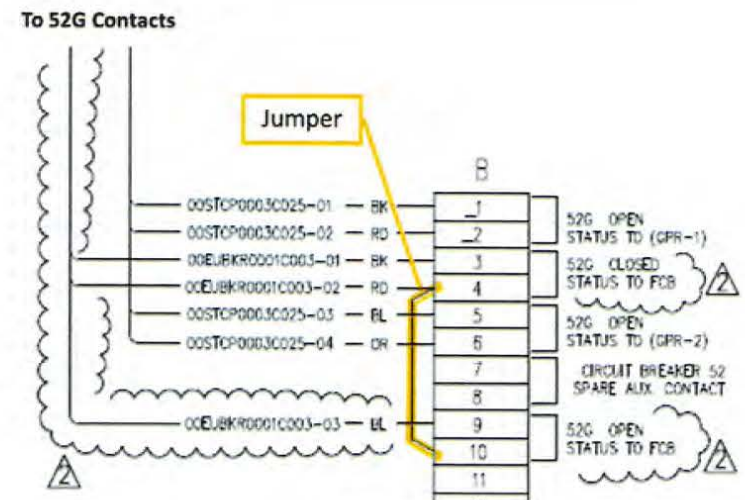 To 52G Contacts
Jumper
B
00STCP0003C025-01 — BK
1
00STCP0003C025-02 — RD
2
52G OPEN
STATUS TO (GPR-1)
00EUBKR0001C003-01 — BK
3
00EUBKR0001C003-02 — RD
4
52G CLOSED
STATUS TO FCB
2
00STCP0003C025-03 — BL
5
00STCP0003C025-04 — OR
6
52G OPEN
STATUS TO (GPR-2)
7
8
CIRCUIT BREAKER 52
SPARE AUX. CONTACT
00EUBKR0001C003-03 — BL
9
10
52G OPEN
STATUS TO FCB
2
2
11